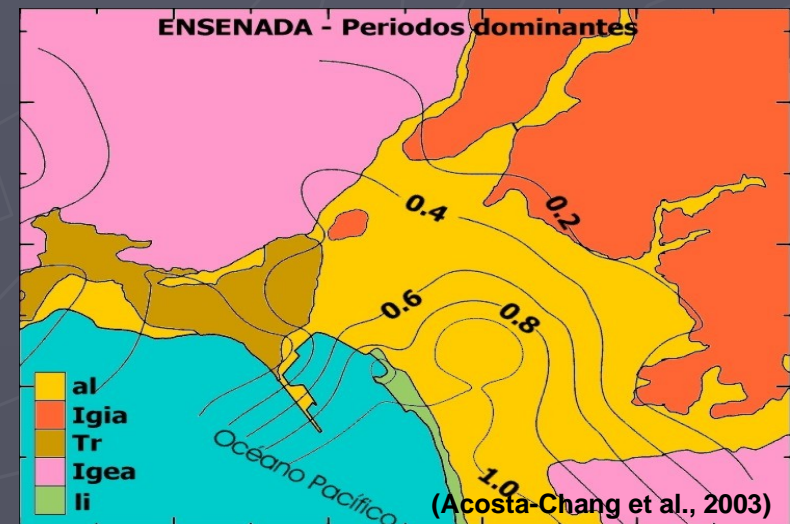 ENSENADA - Periodos dominantes
0.2
0.4
0.6
0.8
1.0
al
Igia
Tr
Igea
li
Océano Pacífico
(Acosta-Chang et al., 2003)